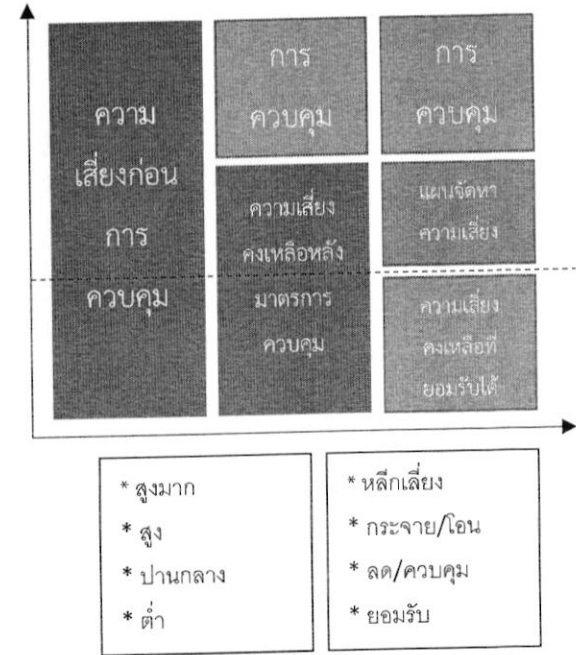 ความ
เสี่ยงก่อน
การ
ควบคุม
การ
ควบคุม
ความเสี่ยง
คงเหลือหลัง
มาตรการ
ควบคุม
การ
ควบคุม
แผนจัดหา
ความเสี่ยง
ความเสี่ยง
คงเหลือที่
ยอมรับได้
* สูงมาก
* สูง
* ปานกลาง
* ต่ำ
* หลีกเลี่ยง
* กระจาย/โอน
* ลด/ควบคุม
* ยอมรับ